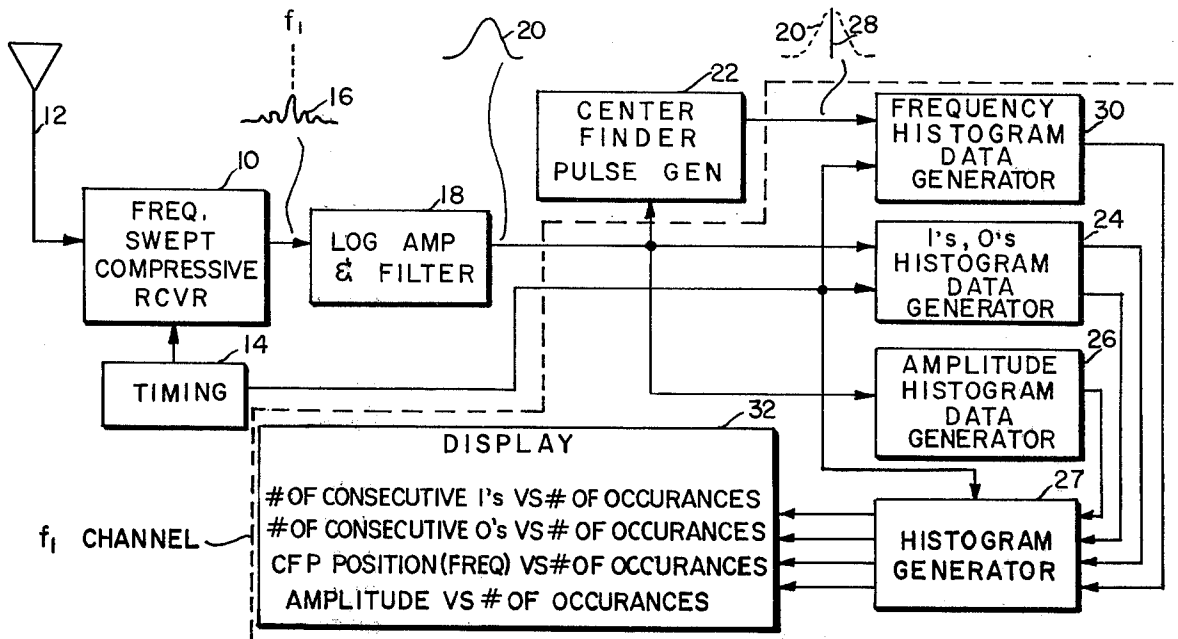 f₁
20
20
28
22
12
16
CENTER
FINDER
PULSE GEN
FREQUENCY
HISTOGRAM
DATA
GENERATOR
30
10
18
FREQ.
SWEPT
COMPRESSIVE
RCVR
LOG AMP
& FILTER
24
1's, 0's
HISTOGRAM
DATA
GENERATOR
14
TIMING
26
AMPLITUDE
HISTOGRAM
DATA
GENERATOR
32
DISPLAY
# OF CONSECUTIVE 1's VS # OF OCCURANCES
# OF CONSECUTIVE 0's VS # OF OCCURANCES
CFP POSITION (FREQ) VS # OF OCCURANCES
AMPLITUDE VS # OF OCCURANCES
27
HISTOGRAM
GENERATOR
f₁ CHANNEL